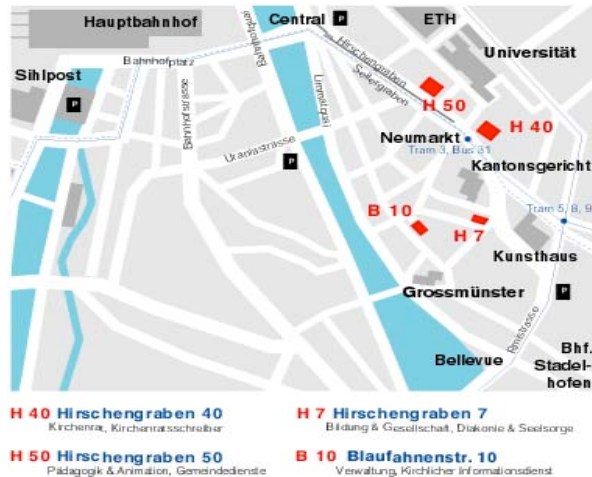 Hauptbahnhof
Central
P
ETH
Bahnhofquai
Hirschengraben
Seilergraben
Universität
Bahnhofplatz
Sihlpost
P
Limmatquai
H 50
H 40
Bahnhofstrasse
Neumarkt
Tram 3, Bus 31
Uraniastrasse
P
Kantonsgericht
B 10
H 7
Tram 5, 8, 9
Kunsthaus
Grossmünster
P
Rämistrasse
Bellevue
Bhf.
Stadel-
hofen
H 40 Hirschengraben 40
Kirchenrat, Kirchenratsschreiber
H 7 Hirschengraben 7
Bildung & Gesellschaft, Diakonie & Seelsorge
H 50 Hirschengraben 50
Pädagogik & Animation, Gemeindedienste
B 10 Blaufahnenstr. 10
Verwaltung, Kirchlicher Informationsdienst